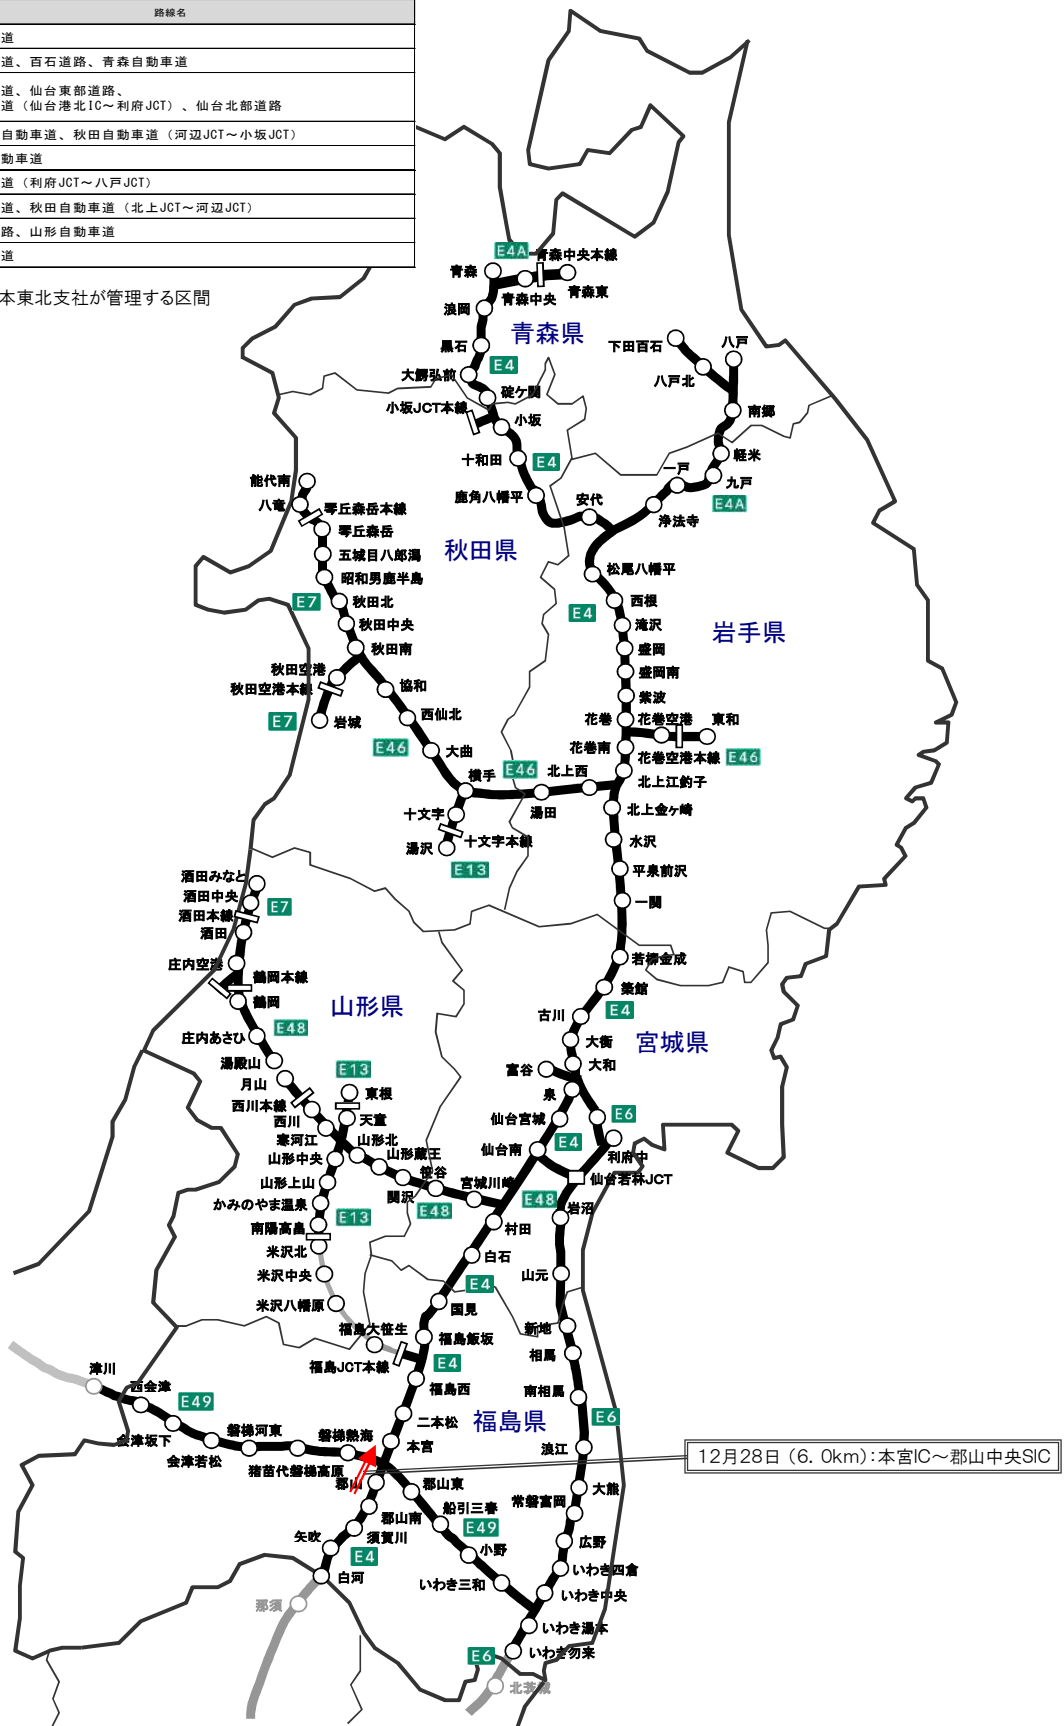 路線名
道
道、百石道路、青森自動車道
道、仙台東部道路、
道（仙台港北IC～利府JCT）、仙台北部道路
自動車道、秋田自動車道（河辺JCT～小坂JCT）
動車道
道（利府JCT～八戸JCT）
道、秋田自動車道（北上JCT～河辺JCT）
路、山形自動車道
道
本東北支社が管理する区間
E4A
青森中央本線
青森
青森中央
青森東
浪岡
青森県
黒石
下田百石
八戸
E4
大鰐弘前
八戸北
碇ケ関
小坂JCT本線
小坂
南郷
十和田
E4
軽米
一戸
九戸
能代南
鹿角八幡平
安代
E4A
八竜
琴丘森岳本線
浄法寺
琴丘森岳
秋田県
五城目八郎潟
松尾八幡平
昭和男鹿半島
E7
秋田北
西根
E4
秋田中央
滝沢
岩手県
秋田南
盛岡
秋田空港
盛岡南
秋田空港本線
協和
紫波
E7
岩城
西仙北
花巻
花巻空港
東和
E46
大曲
花巻南
花巻空港本線
E46
横手
E46
北上西
北上江釣子
十文字
湯田
北上金ヶ崎
湯沢
十文字本線
水沢
E13
平泉前沢
酒田みなと
酒田中央
E7
一関
酒田本線
酒田
庄内空港
若柳金成
鶴岡本線
築館
鶴岡
山形県
古川
E4
庄内あさひ
E48
大衡
宮城県
湯殿山
大和
月山
E13
富谷
西川本線
東根
泉
西川
天童
仙台宮城
E6
寒河江
山形北
E4
山形中央
山形蔵王
仙台南
利府中
山形上山
笹谷
仙台若林JCT
かみのやま温泉
関沢
宮城川崎
E48
E48
岩沼
南陽高畠
E13
村田
米沢北
白石
米沢中央
E4
山元
米沢八幡原
国見
福島大笹生
福島飯坂
新地
福島JCT本線
E4
相馬
津川
福島西
西会津
E49
南相馬
二本松
福島県
E6
会津坂下
磐梯河東
磐梯熱海
本宮
浪江
会津若松
猪苗代磐梯高原
12月28日（6．0km）：本宮IC～郡山中央SIC
郡山
郡山東
大熊
郡山南
船引三春
常磐富岡
矢吹
須賀川
E49
広野
E4
小野
白河
いわき三和
いわき四倉
那須
いわき中央
いわき湯本
E6
いわき勿来
北茨城